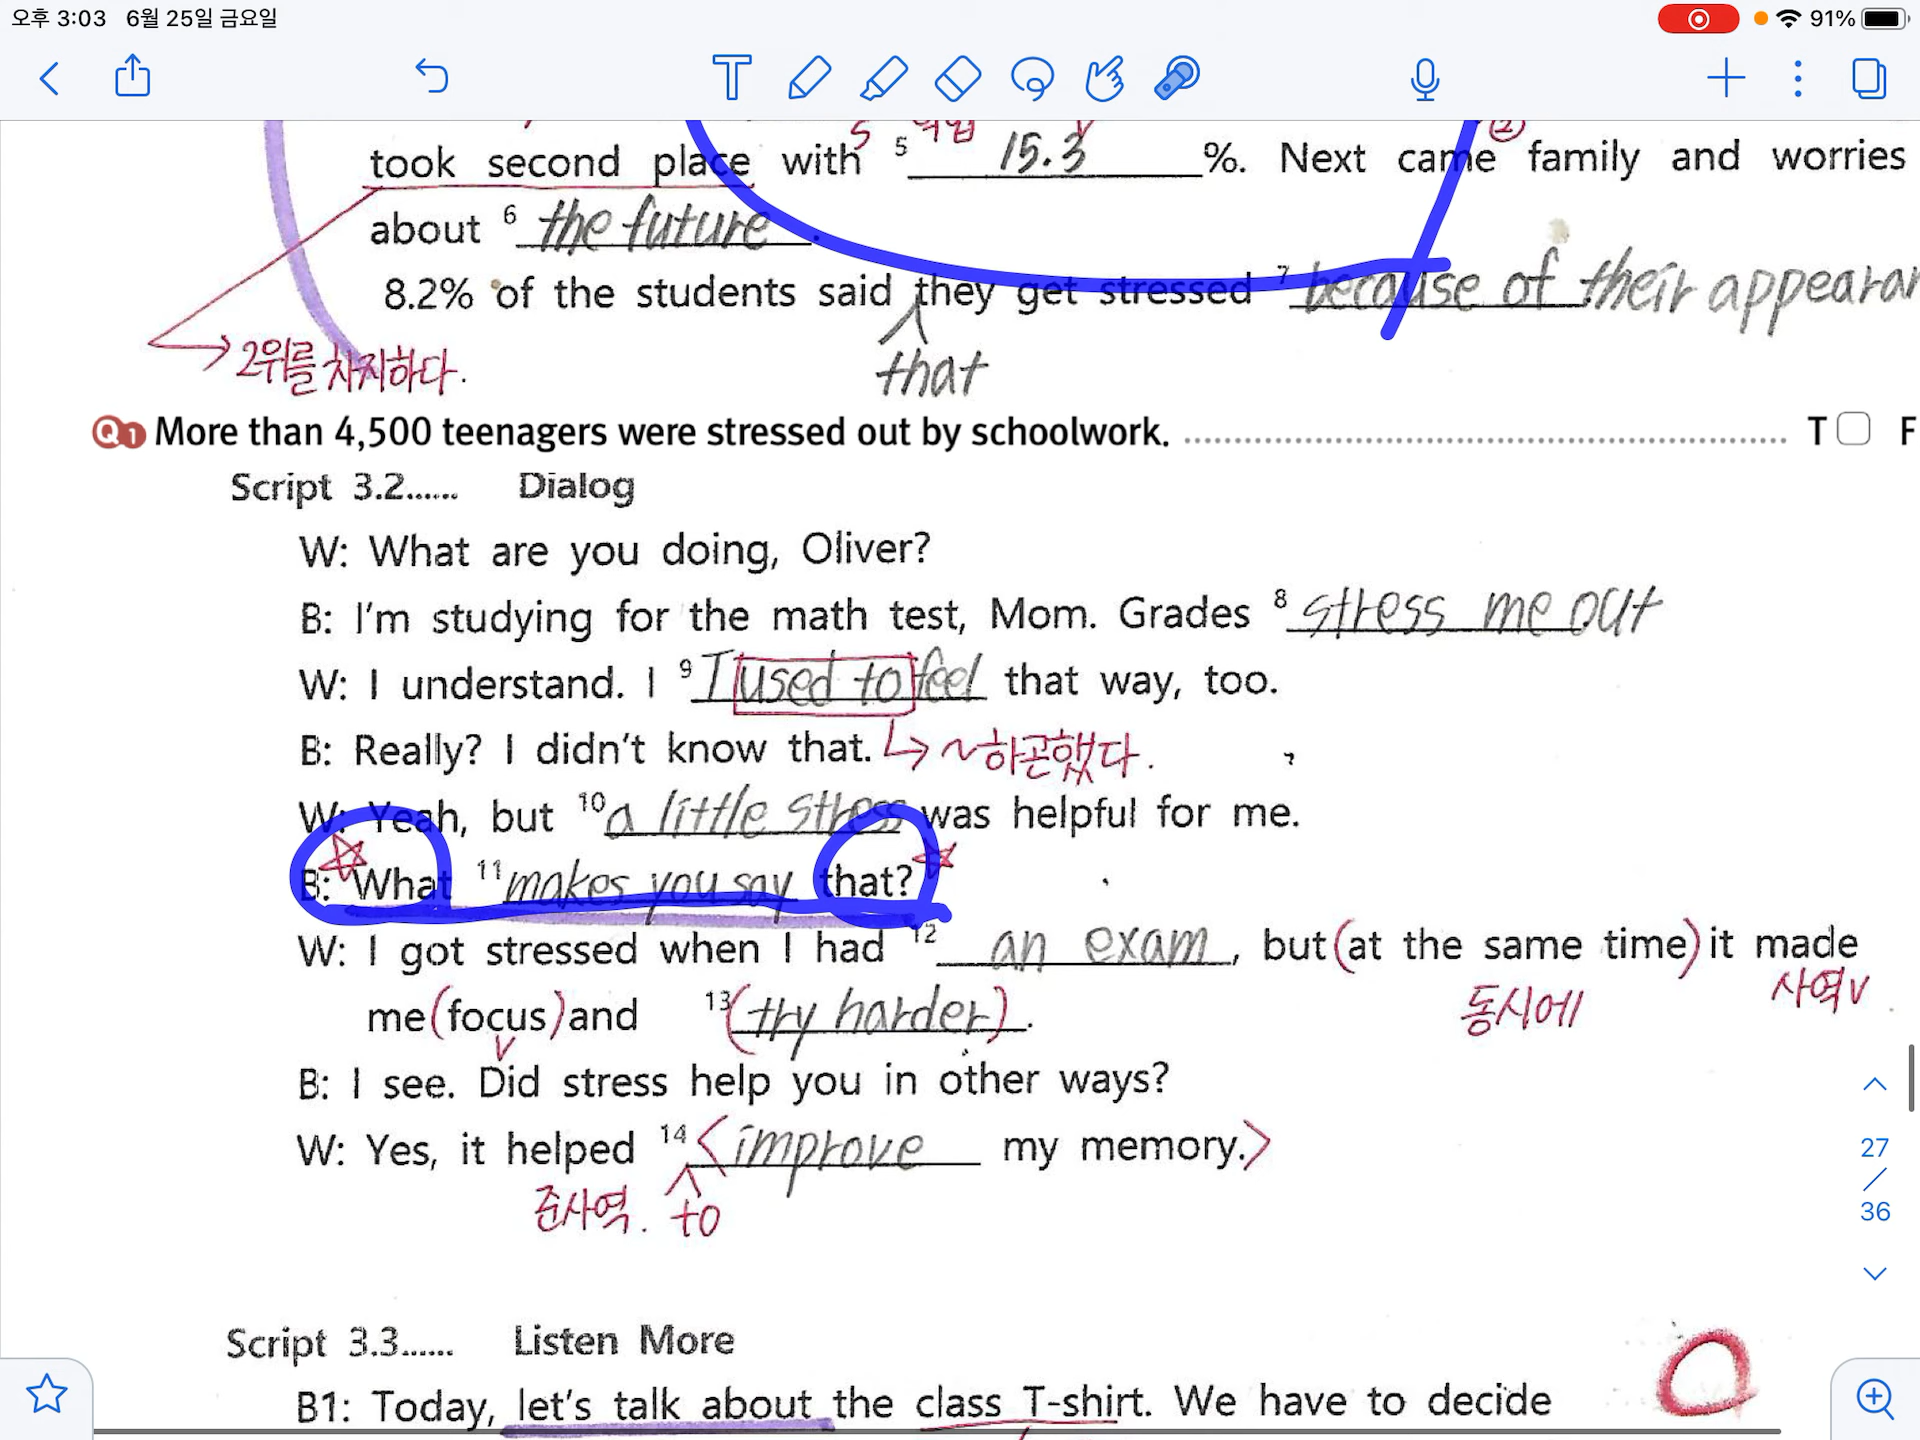 오후 3:03 6월 25일 금요일 91%
took second place with 5 15.3 %. Next came family and worries
about 6 the future .
8.2% of the students said they get stressed 7 because of their appearan
that
2위를 차지하다.
Q1 More than 4,500 teenagers were stressed out by schoolwork. T F
Script 3.2...... Dialog
W: What are you doing, Oliver?
B: I'm studying for the math test, Mom. Grades 8 stress me out
W: I understand. I 9 I used to feel that way, too.
B: Really? I didn't know that. ~하곤했다.
W: Yeah, but 10 a little stress was helpful for me.
B: What 11 makes you say that?
W: I got stressed when I had 12 an exam, but (at the same time) it made
동시에 사역v
me (focus) and 13 (try harder).
v
B: I see. Did stress help you in other ways?
W: Yes, it helped 14 <improve my memory.>
준사역. to
27
/
36
Script 3.3...... Listen More
B1: Today, let's talk about the class T-shirt. We have to decide